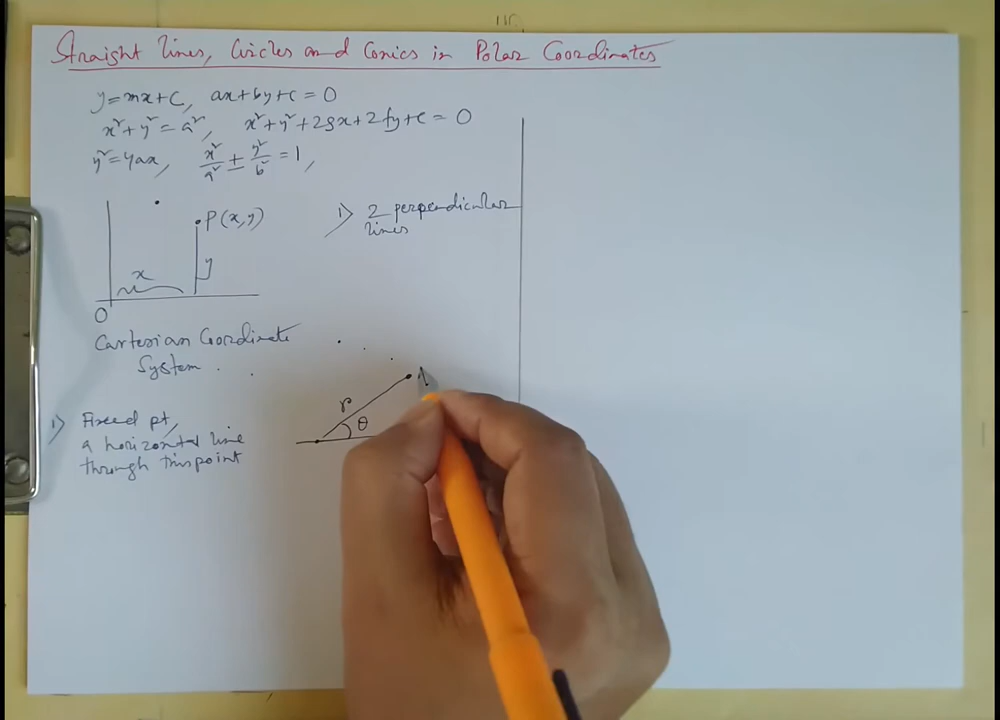 Straight lines, Circles and Conics in Polar Coordinates
y=mx+c, ax+by+c=0
x²+y²=a², x²+y²+2gx+2fy+c=0
y²=4ax, x²/a² ± y²/b² = 1,
P(x,y)
x
y
O
1) 2 perpendicular
lines
Cartesian Coordinate
System.
1) Fixed pt,
a horizontal line
through this point
r
θ